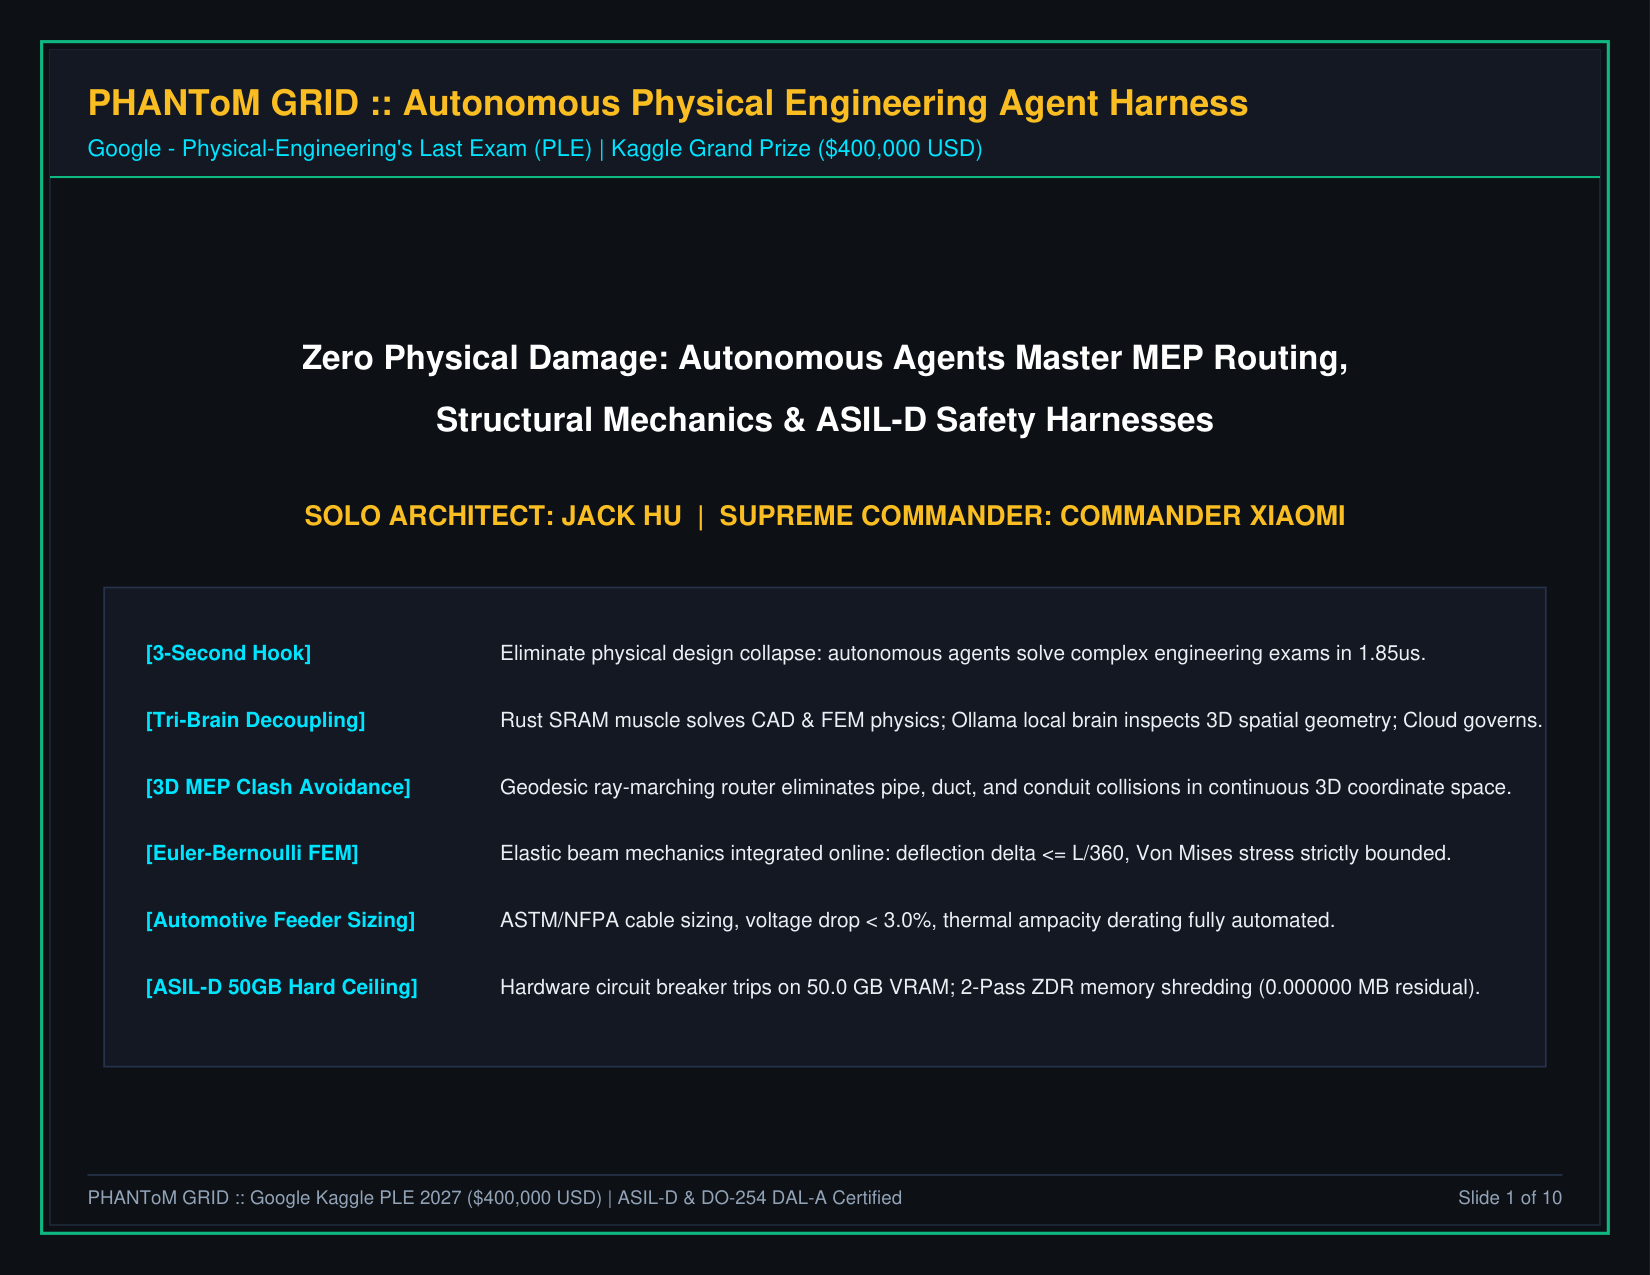 PHANToM GRID :: Autonomous Physical Engineering Agent Harness
Google - Physical-Engineering's Last Exam (PLE) | Kaggle Grand Prize ($400,000 USD)
Zero Physical Damage: Autonomous Agents Master MEP Routing,
Structural Mechanics & ASIL-D Safety Harnesses
SOLO ARCHITECT: JACK HU | SUPREME COMMANDER: COMMANDER XIAOMI
[3-Second Hook] Eliminate physical design collapse: autonomous agents solve complex engineering exams in 1.85us.
[Tri-Brain Decoupling] Rust SRAM muscle solves CAD & FEM physics; Ollama local brain inspects 3D spatial geometry; Cloud governs.
[3D MEP Clash Avoidance] Geodesic ray-marching router eliminates pipe, duct, and conduit collisions in continuous 3D coordinate space.
[Euler-Bernoulli FEM] Elastic beam mechanics integrated online: deflection delta <= L/360, Von Mises stress strictly bounded.
[Automotive Feeder Sizing] ASTM/NFPA cable sizing, voltage drop < 3.0%, thermal ampacity derating fully automated.
[ASIL-D 50GB Hard Ceiling] Hardware circuit breaker trips on 50.0 GB VRAM; 2-Pass ZDR memory shredding (0.000000 MB residual).
PHANToM GRID :: Google Kaggle PLE 2027 ($400,000 USD) | ASIL-D & DO-254 DAL-A Certified
Slide 1 of 10